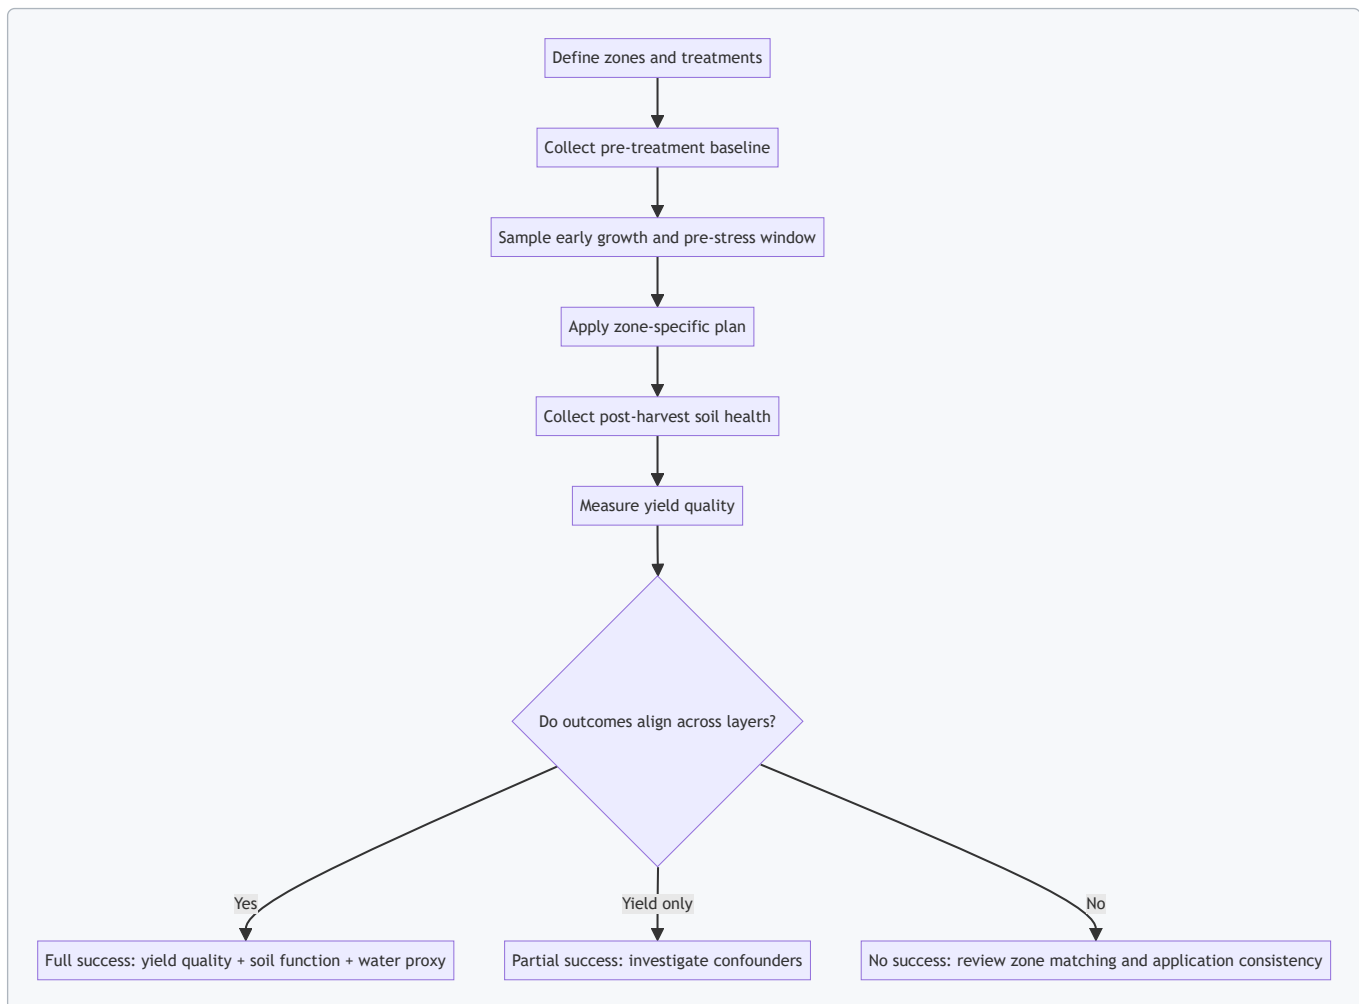 Define zones and treatments
Collect pre-treatment baseline
Sample early growth and pre-stress window
Apply zone-specific plan
Collect post-harvest soil health
Measure yield quality
Do outcomes align across layers?
Yes
Yield only
No
Full success: yield quality + soil function + water proxy
Partial success: investigate confounders
No success: review zone matching and application consistency